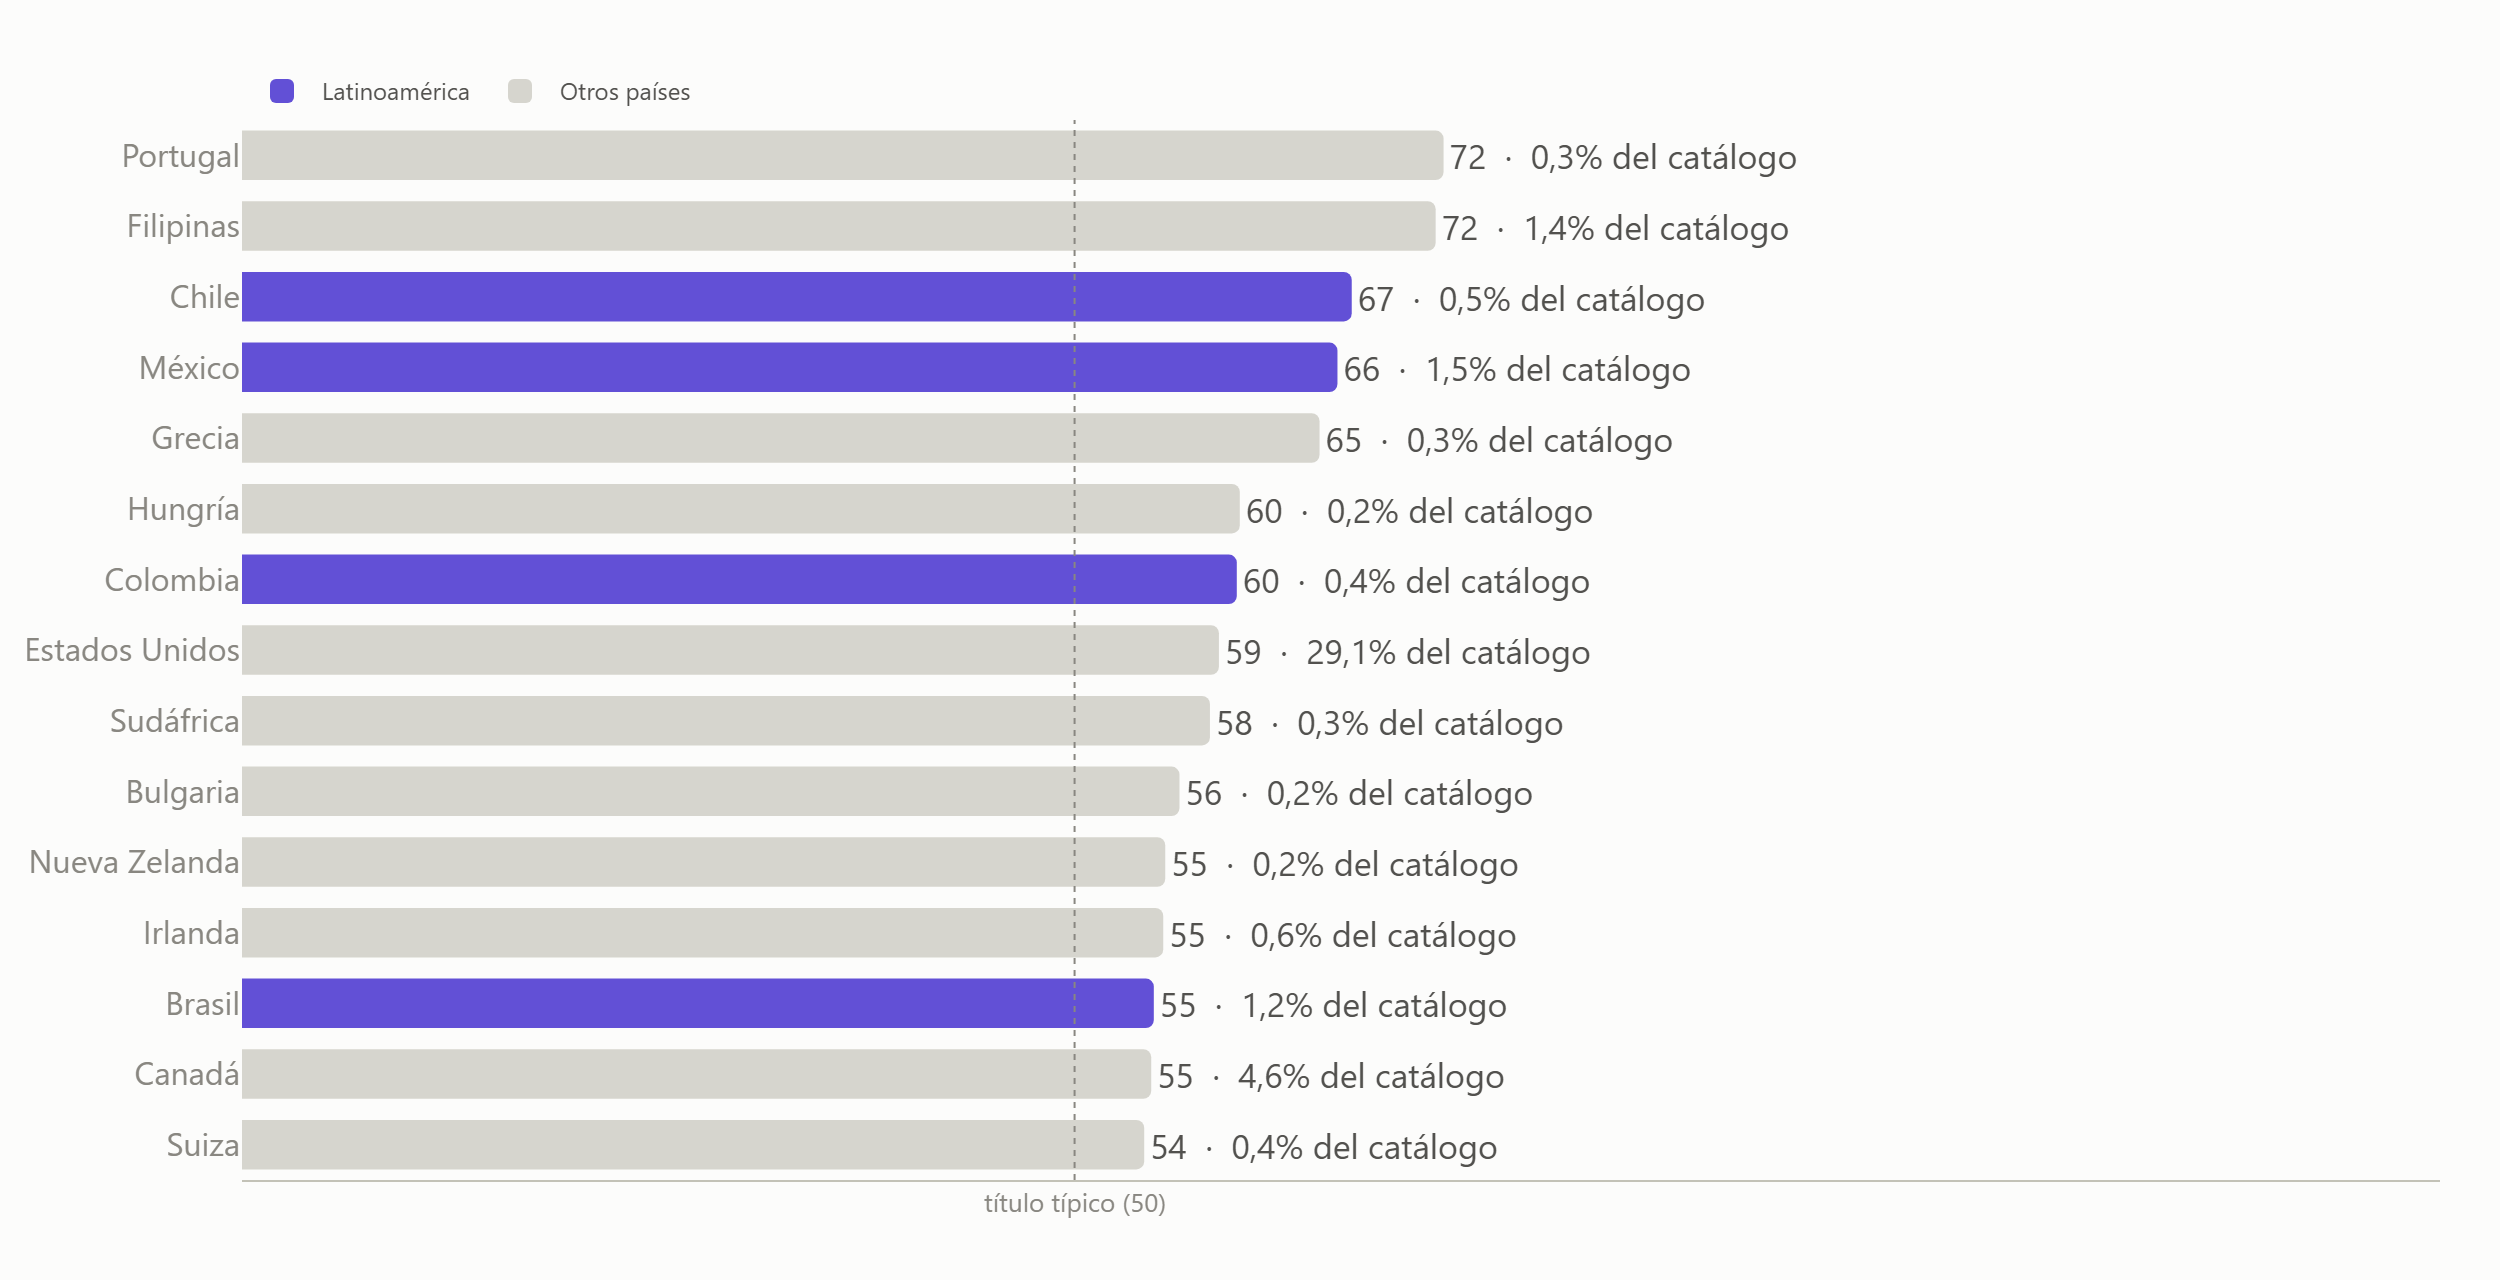 Latinoamérica Otros países
Portugal 72 · 0,3% del catálogo
Filipinas 72 · 1,4% del catálogo
Chile 67 · 0,5% del catálogo
México 66 · 1,5% del catálogo
Grecia 65 · 0,3% del catálogo
Hungría 60 · 0,2% del catálogo
Colombia 60 · 0,4% del catálogo
Estados Unidos 59 · 29,1% del catálogo
Sudáfrica 58 · 0,3% del catálogo
Bulgaria 56 · 0,2% del catálogo
Nueva Zelanda 55 · 0,2% del catálogo
Irlanda 55 · 0,6% del catálogo
Brasil 55 · 1,2% del catálogo
Canadá 55 · 4,6% del catálogo
Suiza 54 · 0,4% del catálogo
título típico (50)